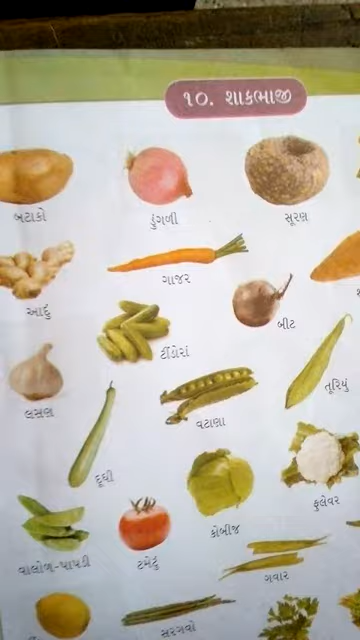 ૧૦. શાકભાજી
બટાકો
ડુંગળી
સૂરણ
ગાજર
આદું
બીટ
ટીંડોરાં
તૂરિયું
લસણ
વટાણા
દૂધી
ફુલેવર
કોબીજ
વાલોળ-પાપડી
ટમેટું
ગવાર
સરગવો